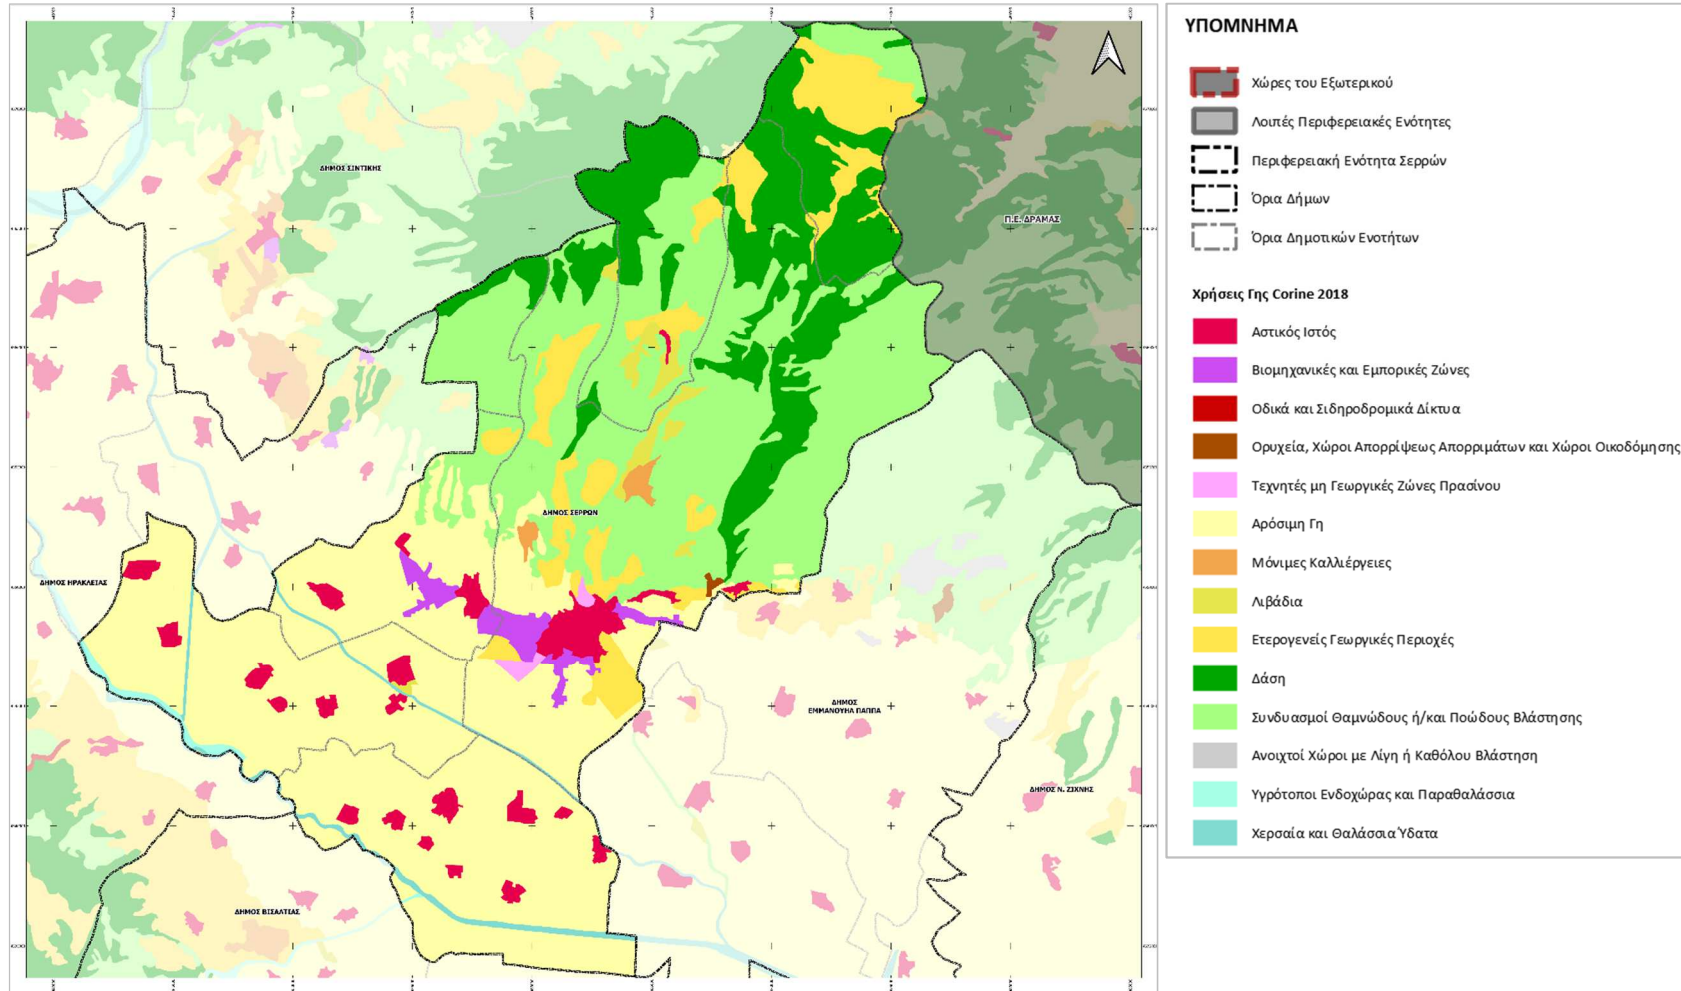 ΔΗΜΟΣ ΣΙΝΤΙΚΗΣ
Π.Ε. ΔΡΑΜΑΣ
ΔΗΜΟΣ ΣΕΡΡΩΝ
ΔΗΜΟΣ ΗΡΑΚΛΕΙΑΣ
ΔΗΜΟΣ
ΕΜΜΑΝΟΥΗΛ ΠΑΠΠΑ
ΔΗΜΟΣ Ν. ΖΙΧΝΗΣ
ΔΗΜΟΣ ΒΙΣΑΛΤΙΑΣ
ΥΠΟΜΝΗΜΑ
Χώρες του Εξωτερικού
Λοιπές Περιφερειακές Ενότητες
Περιφερειακή Ενότητα Σερρών
Όρια Δήμων
Όρια Δημοτικών Ενοτήτων
Χρήσεις Γης Corine 2018
Αστικός Ιστός
Βιομηχανικές και Εμπορικές Ζώνες
Οδικά και Σιδηροδρομικά Δίκτυα
Ορυχεία, Χώροι Απορρίψεως Απορριμάτων και Χώροι Οικοδόμησης
Τεχνητές μη Γεωργικές Ζώνες Πρασίνου
Αρόσιμη Γη
Μόνιμες Καλλιέργειες
Λιβάδια
Ετερογενείς Γεωργικές Περιοχές
Δάση
Συνδυασμοί Θαμνώδους ή/και Ποώδους Βλάστησης
Ανοιχτοί Χώροι με Λίγη ή Καθόλου Βλάστηση
Υγρότοποι Ενδοχώρας και Παραθαλάσσια
Χερσαία και Θαλάσσια Ύδατα